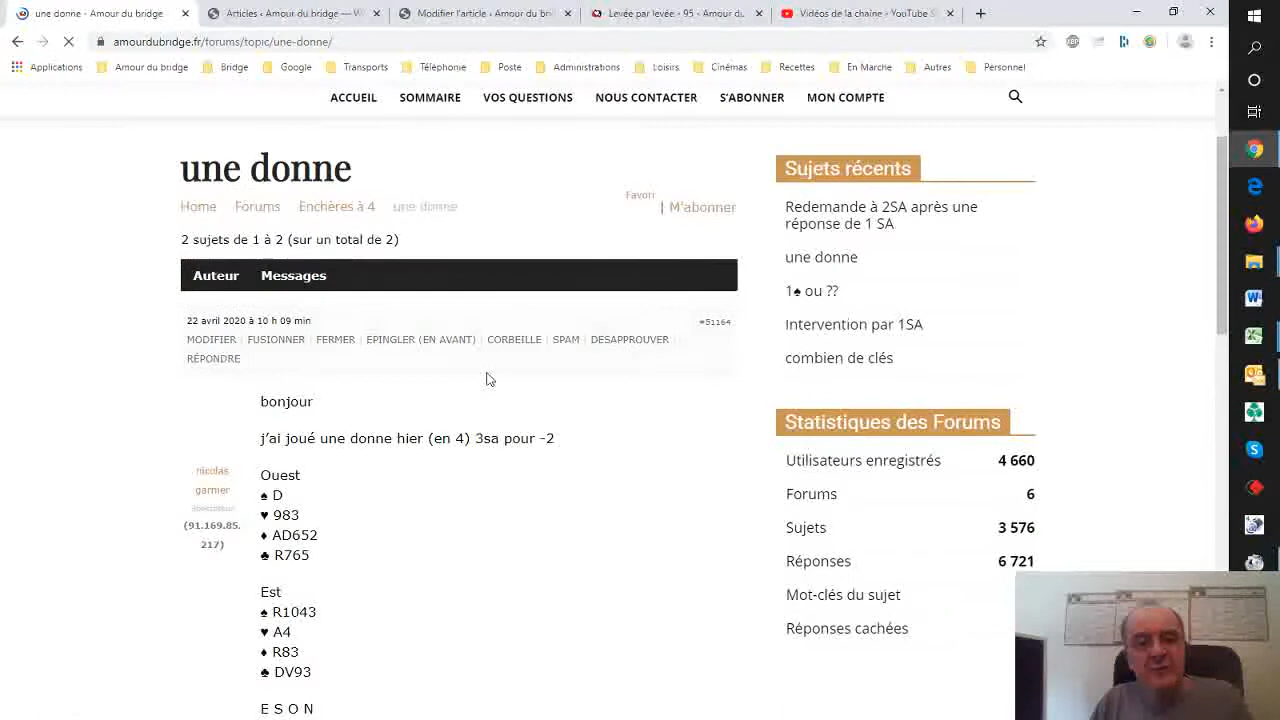 une donne - Amour du bridge
Articles ‹ Amour du bridge — W
Modifier l'article ‹ Amour du bri
Levée par levée - 95 - Amour du
Vidéos de la chaîne - YouTube S
amourdubridge.fr/forums/topic/une-donne/
Applications
Amour du bridge
Bridge
Google
Transports
Téléphonie
Poste
Administrations
Loisirs
Cinémas
Recettes
En Marche
Autres
Personnel
ACCUEIL
SOMMAIRE
VOS QUESTIONS
NOUS CONTACTER
S'ABONNER
MON COMPTE
une donne
Home
Forums
Enchères à 4
une donne
Favori
| M'abonner
2 sujets de 1 à 2 (sur un total de 2)
Auteur Messages
22 avril 2020 à 10 h 09 min
#51164
MODIFIER | FUSIONNER | FERMER | EPINGLER (EN AVANT) | CORBEILLE | SPAM | DESAPPROUVER |
RÉPONDRE
bonjour
j'ai joué une donne hier (en 4) 3sa pour -2
nicolas
garnier
(91.169.85.
217)
Ouest
♠ D
♥ 983
♦ AD652
♣ R765
Est
♠ R1043
♥ A4
♦ R83
♣ DV93
E S O N
Sujets récents
Redemande à 2SA après une
réponse de 1 SA
une donne
1♠ ou ??
Intervention par 1SA
combien de clés
Statistiques des Forums
Utilisateurs enregistrés 4 660
Forums 6
Sujets 3 576
Réponses 6 721
Mot-clés du sujet
Réponses cachées